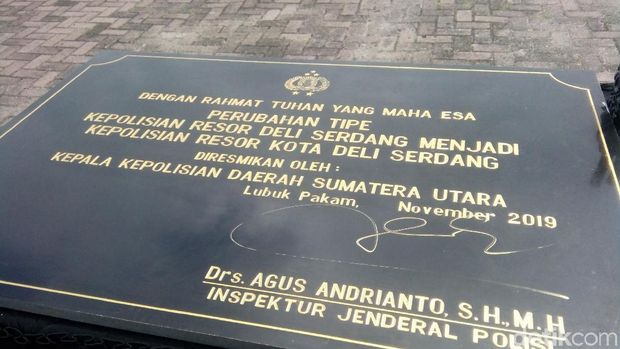 DENGAN RAHMAT TUHAN YANG MAHA ESA
PERUBAHAN TIPE
KEPOLISIAN RESOR DELI SERDANG MENJADI
KEPOLISIAN RESOR KOTA DELI SERDANG
DIRESMIKAN OLEH :
KEPALA KEPOLISIAN DAERAH SUMATERA UTARA
Lubuk Pakam, November 2019
Drs. AGUS ANDRIANTO, S.H., M.H
INSPEKTUR JENDERAL POLISI
detikcom